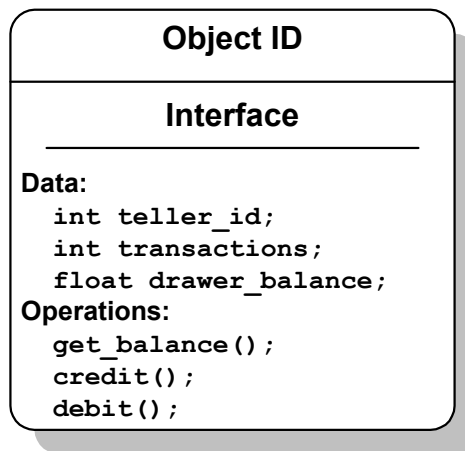 Object ID
Interface
Data:
int teller_id;
int transactions;
float drawer_balance;
Operations:
get_balance();
credit();
debit();